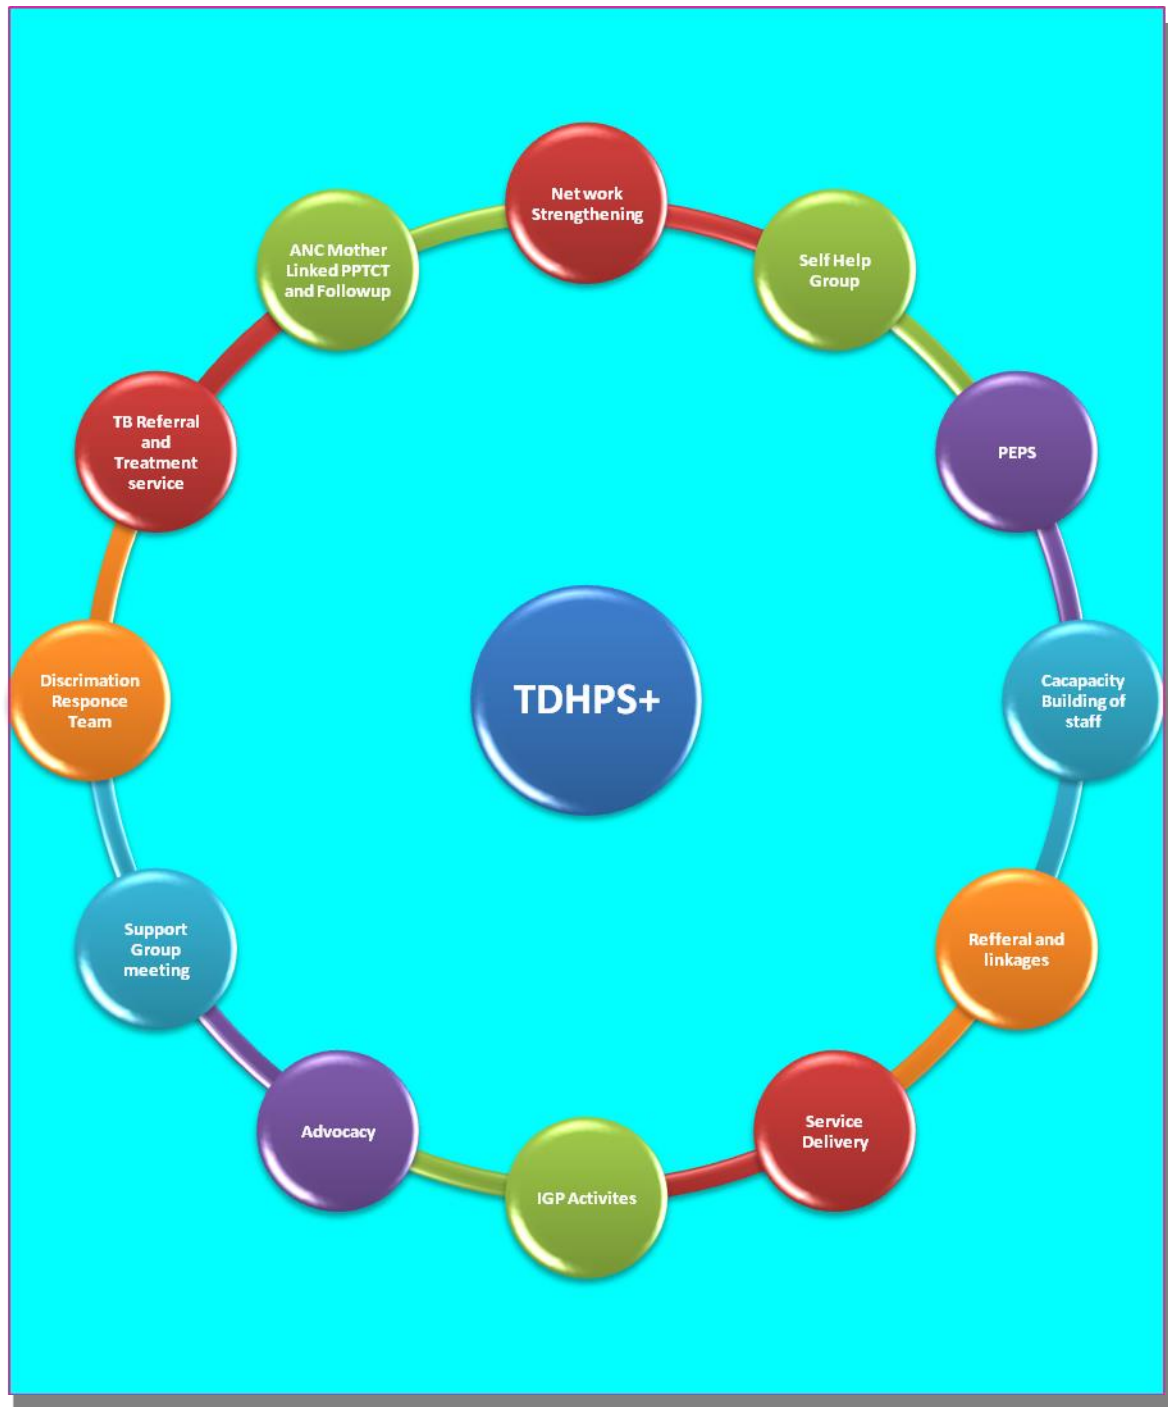 Net work
Strengthening
Self Help
Group
PEPS
Cacapacity
Building of
staff
Refferal and
linkages
Service
Delivery
IGP Activites
Advocacy
Support
Group
meeting
Discrimation
Responce
Team
TB Referral
and
Treatment
service
ANC Mother
Linked PPTCT
and Followup
TDHPS+